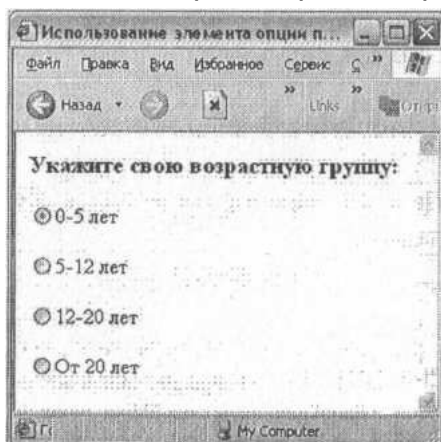 Использование элемента опции п...
Файл Правка Вид Избранное Сервис С »
Назад » Links »
Укажите свою возрастную группу:
0-5 лет
5-12 лет
12-20 лет
От 20 лет
My Computer